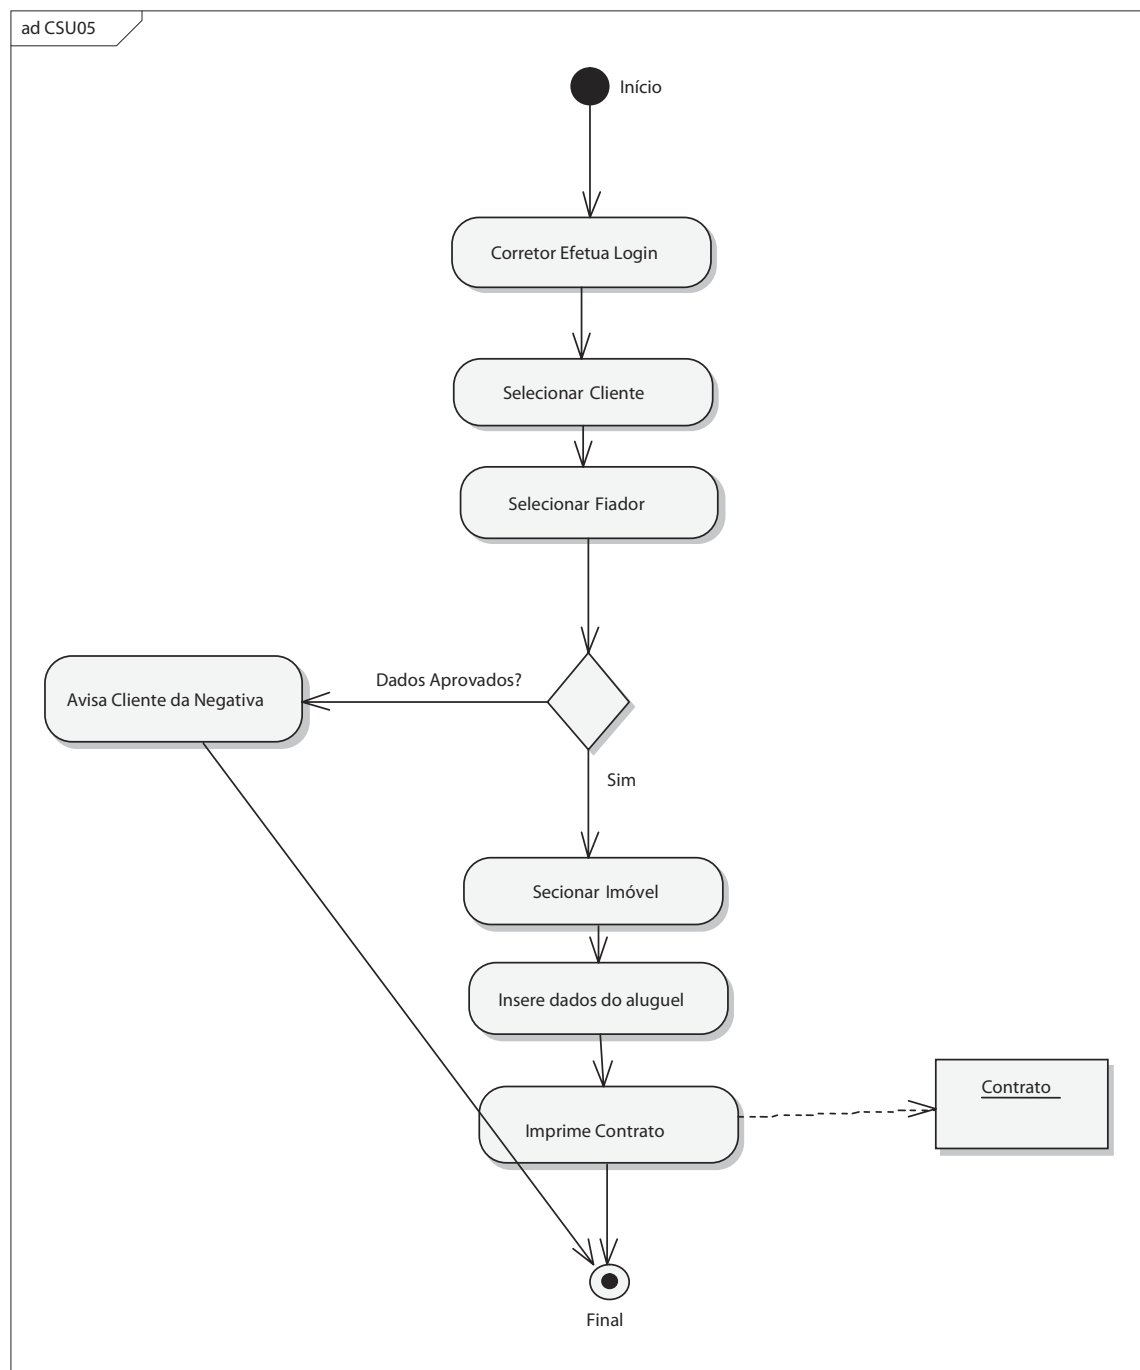 ad CSU05
Início
Corretor Efetua Login
Selecionar Cliente
Selecionar Fiador
Dados Aprovados?
Avisa Cliente da Negativa
Sim
Secionar Imóvel
Insere dados do aluguel
Contrato
Imprime Contrato
Final